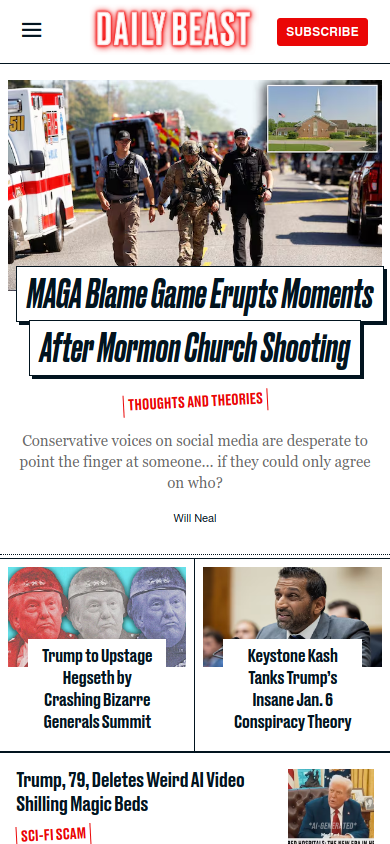 DAILY BEAST
SUBSCRIBE
511
MAGA Blame Game Erupts Moments
After Mormon Church Shooting
THOUGHTS AND THEORIES
Conservative voices on social media are desperate to
point the finger at someone... if they could only agree
on who?
Will Neal
Trump to Upstage
Hegseth by
Crashing Bizarre
Generals Summit
Keystone Kash
Tanks Trump's
Insane Jan. 6
Conspiracy Theory
Trump, 79, Deletes Weird AI Video
Shilling Magic Beds
SCI-FI SCAM
*AI-GENERATED*